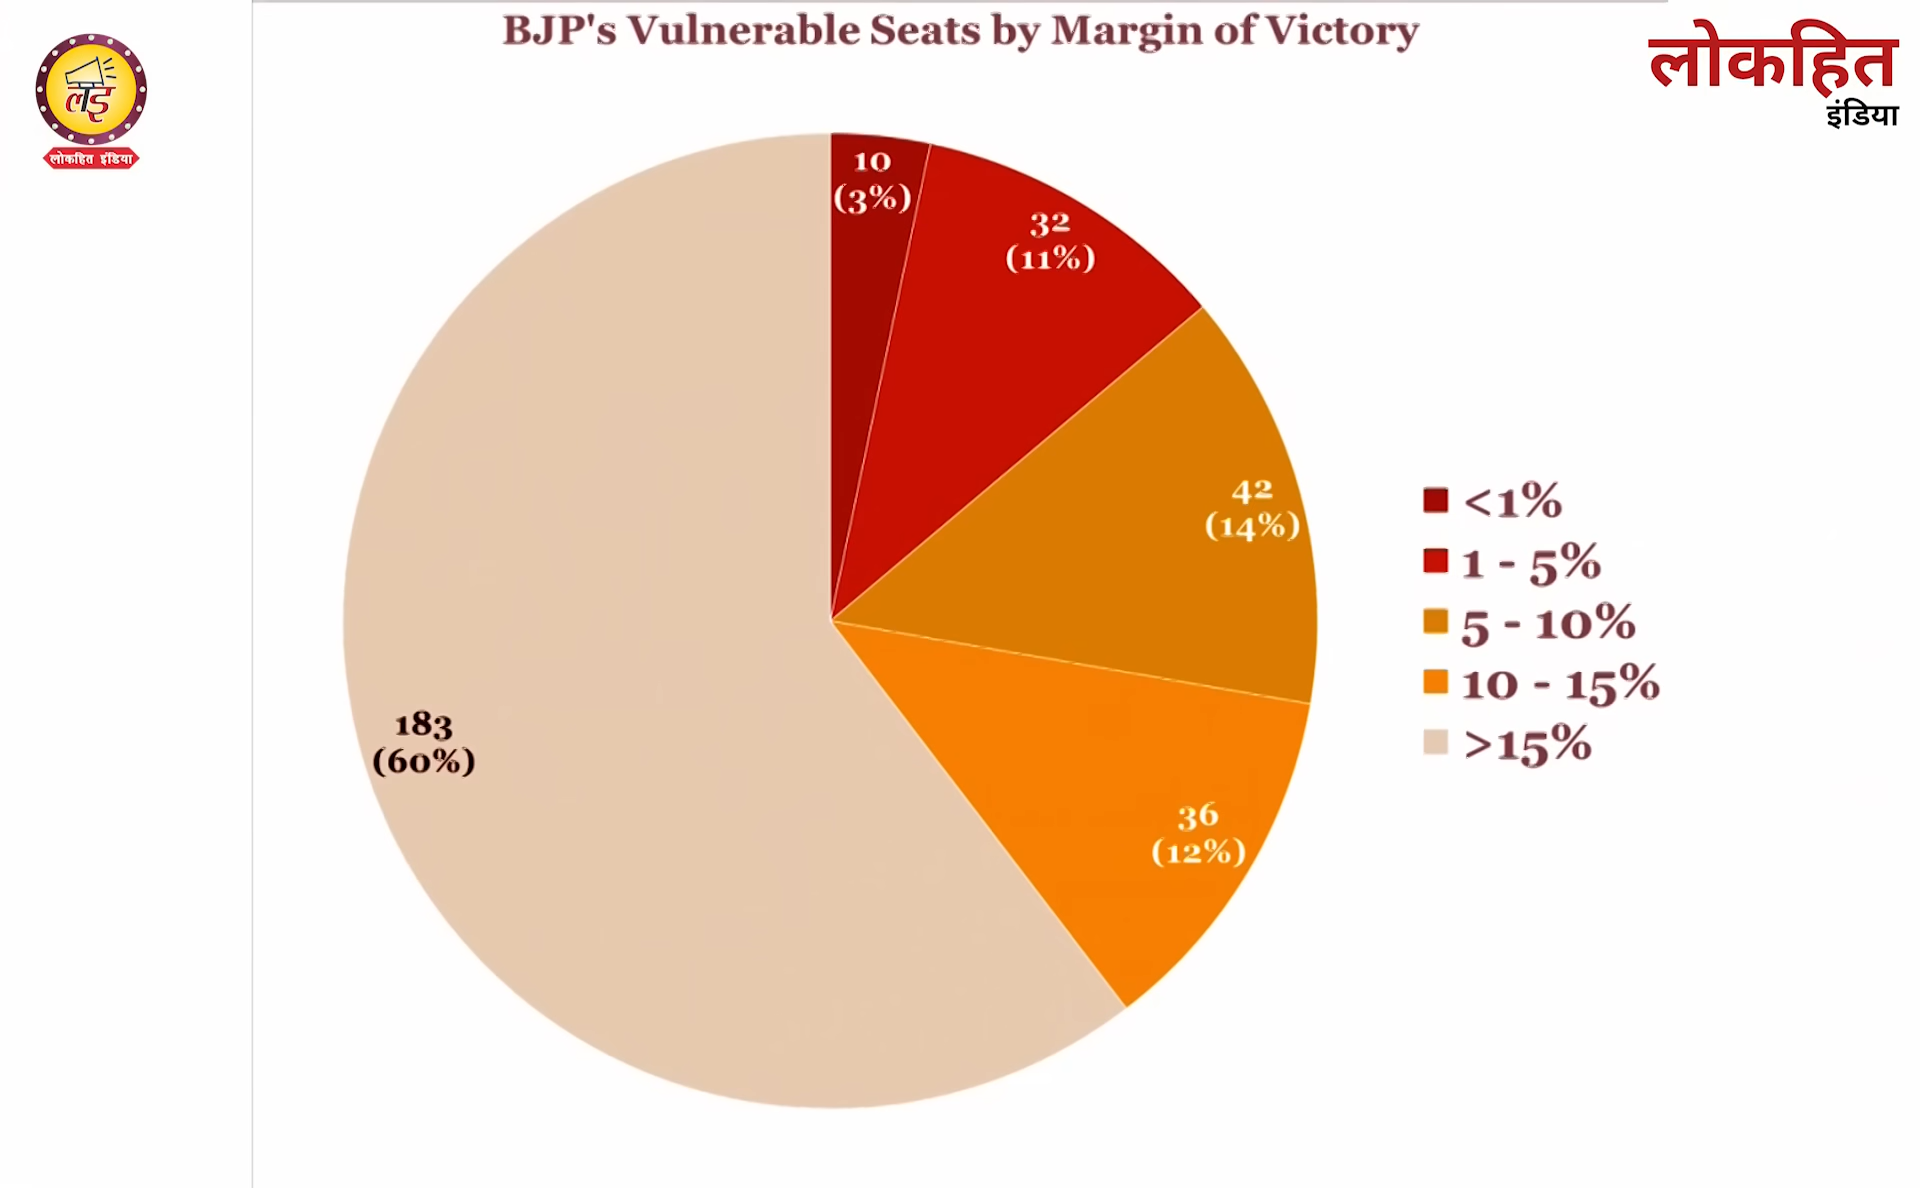 BJP's Vulnerable Seats by Margin of Victory
लोकहित
इंडिया
लइ
लोकहित इंडिया
10
(3%)
32
(11%)
42
(14%)
36
(12%)
183
(60%)
<1%
1 - 5%
5 - 10%
10 - 15%
>15%